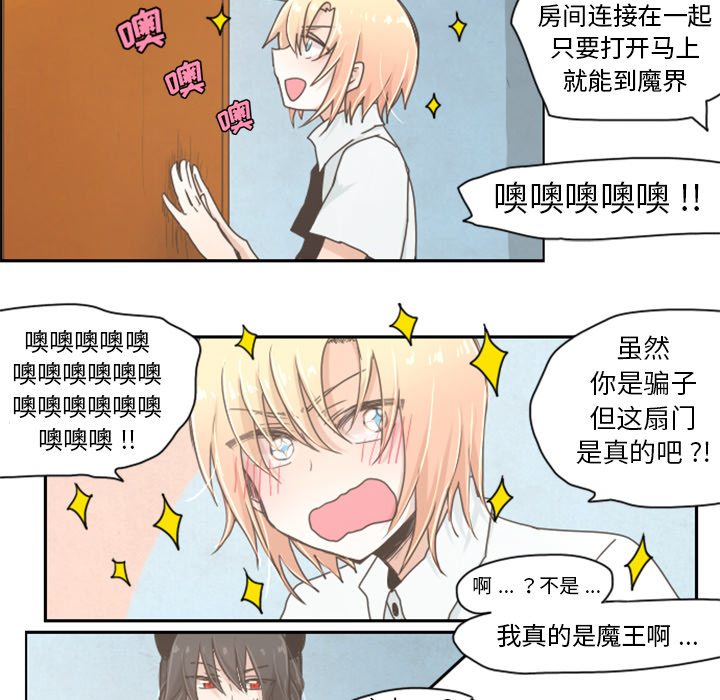 房间连接在一起
只要打开马上
就能到魔界
噢
噢
噢
噢噢噢噢噢 !!
噢噢噢噢噢
噢噢噢噢噢噢
噢噢噢噢噢噢
噢噢噢 !!
虽然
你是骗子
但这扇门
是真的吧 ?!
啊 ... ？不是 ...
我真的是魔王啊 ...